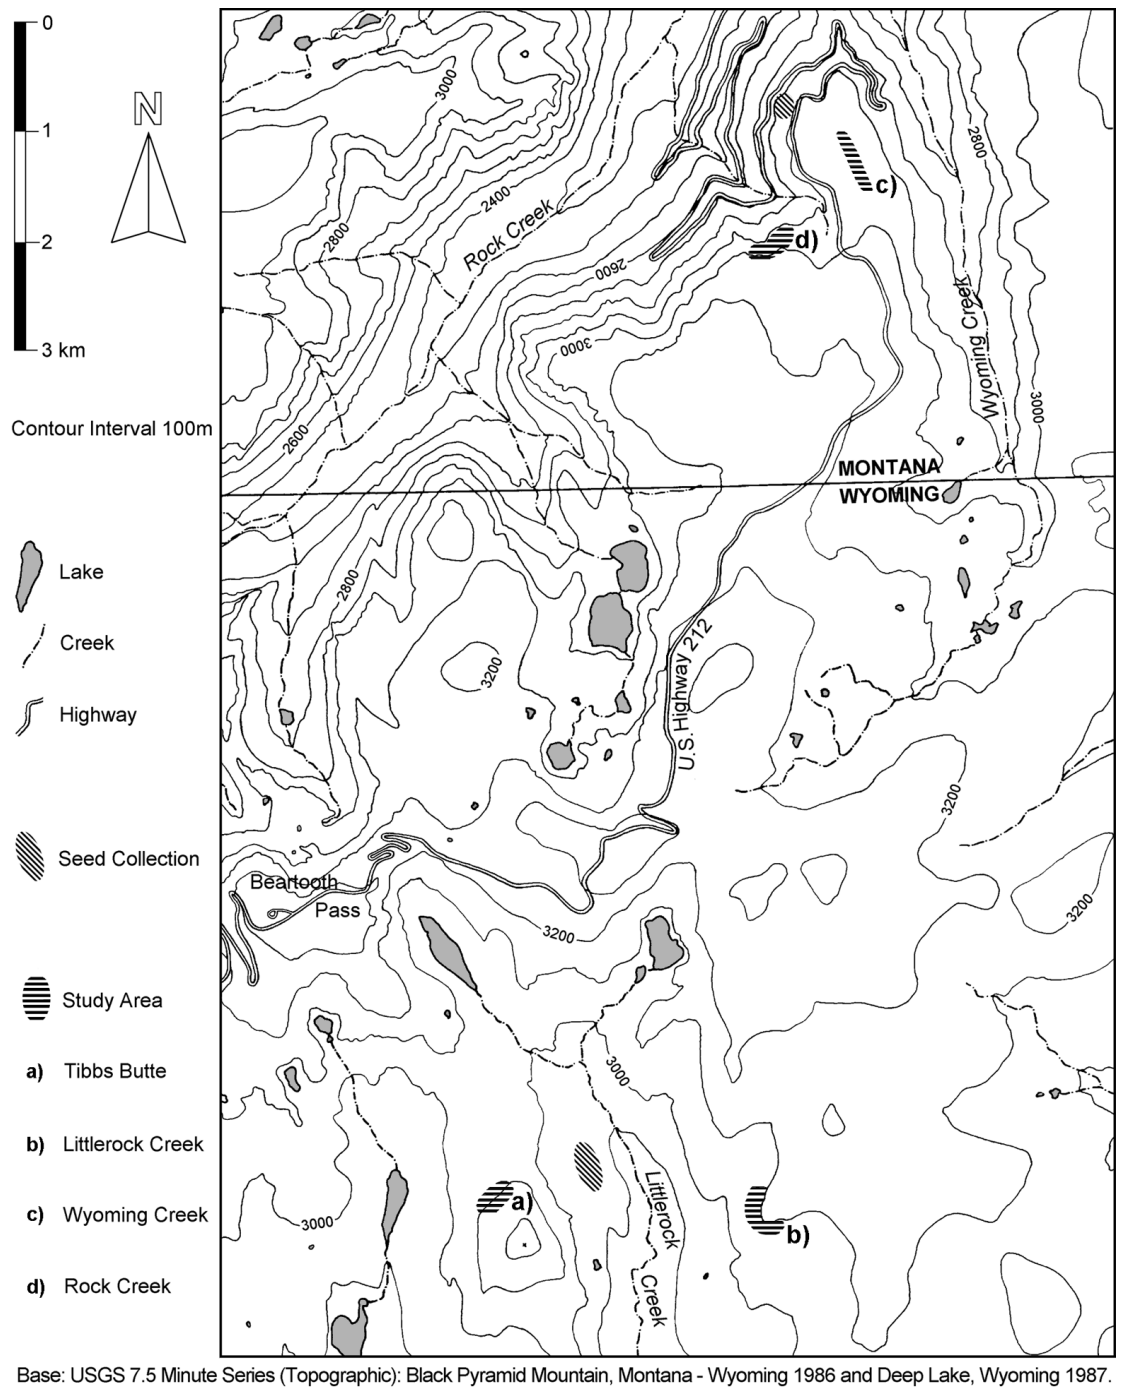 0
1
2
3 km
N
Contour Interval 100m
Lake
Creek
Highway
Seed Collection
Study Area
a) Tibbs Butte
b) Littlerock Creek
c) Wyoming Creek
d) Rock Creek
3000
2800
2400
2800
Rock Creek
c)
d)
2600
3000
Wyoming Creek
3000
2600
MONTANA
WYOMING
2800
3200
U.S. Highway 212
3200
Beartooth
Pass
3200
3200
3000
3000
a)
Littlerock
Creek
b)
Base: USGS 7.5 Minute Series (Topographic): Black Pyramid Mountain, Montana - Wyoming 1986 and Deep Lake, Wyoming 1987.